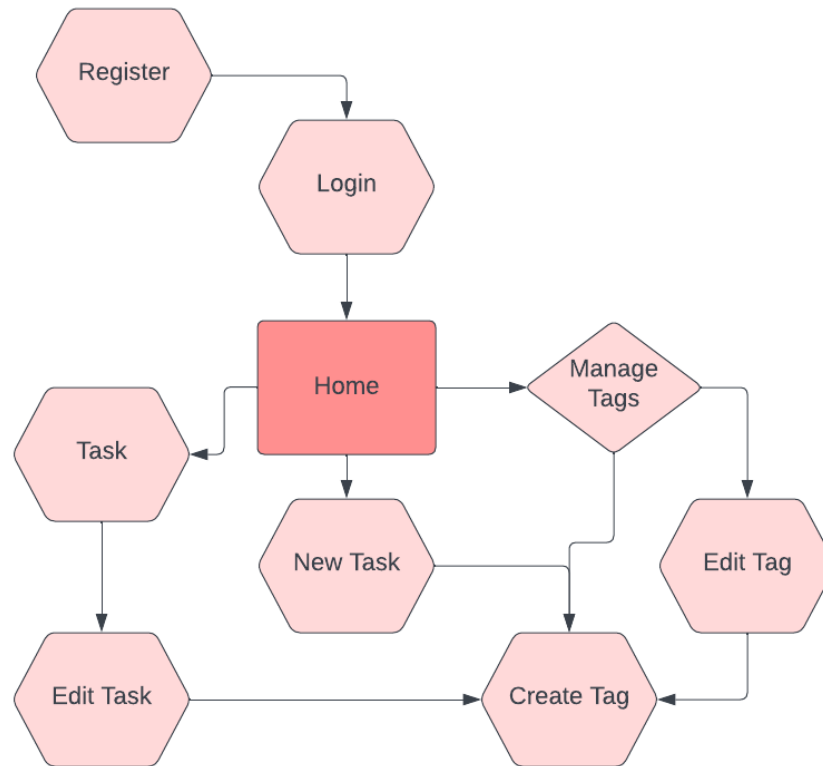 Register
Login
Home
Manage
Tags
Task
New Task
Edit Tag
Edit Task
Create Tag